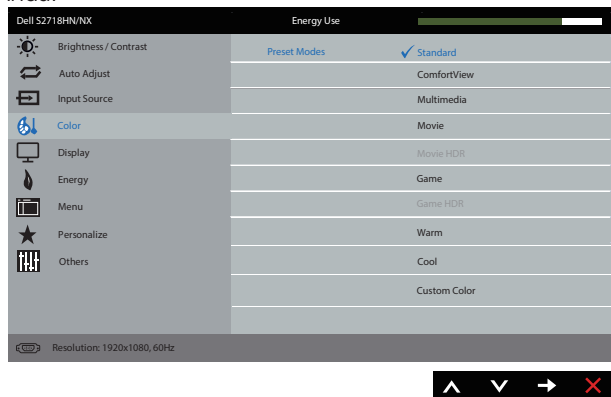 Dell S2718HN/NX Energy Use
Brightness / Contrast
Auto Adjust
Input Source
Color
Display
Energy
Menu
Personalize
Others
Preset Modes
Standard
ComfortView
Multimedia
Movie
Movie HDR
Game
Game HDR
Warm
Cool
Custom Color
Resolution: 1920x1080, 60Hz